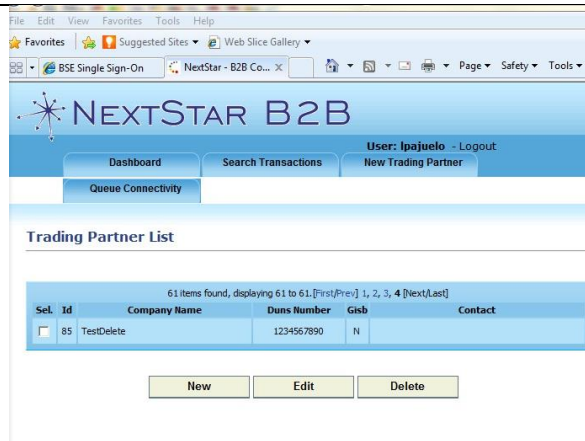 File Edit View Favorites Tools Help
Favorites Suggested Sites Web Slice Gallery
BSE Single Sign-On NextStar - B2B Co... X Page Safety Tools
NEXTSTAR B2B
User: lpajuelo - Logout
Dashboard Search Transactions New Trading Partner
Queue Connectivity
Trading Partner List
61 items found, displaying 61 to 61.[First/Prev] 1, 2, 3, 4 [Next/Last]
Sel. Id Company Name Duns Number Gisb Contact
85 TestDelete 1234567890 N
New Edit Delete